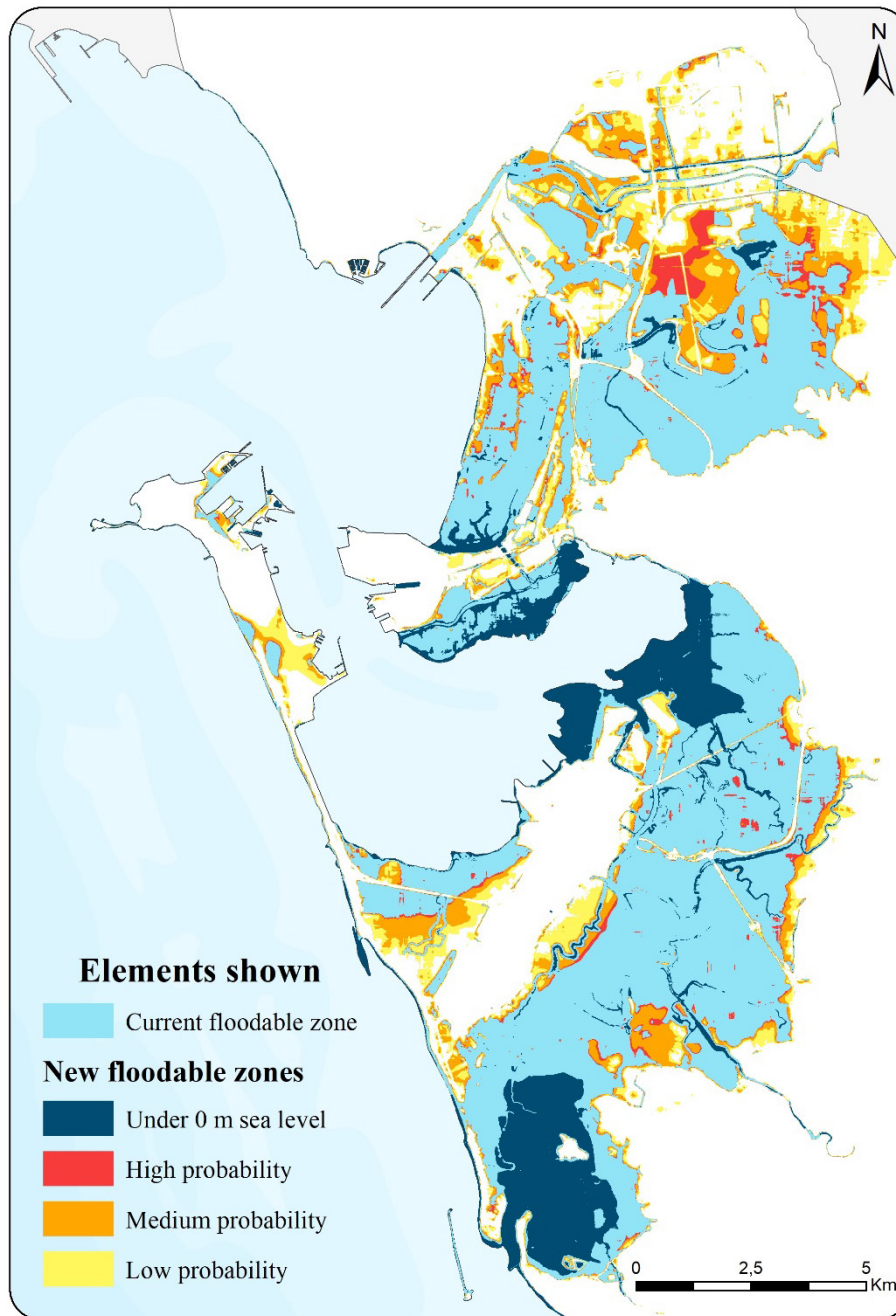 N
Elements shown
Current floodable zone
New floodable zones
Under 0 m sea level
High probability
Medium probability
Low probability
0 2,5 5
Km